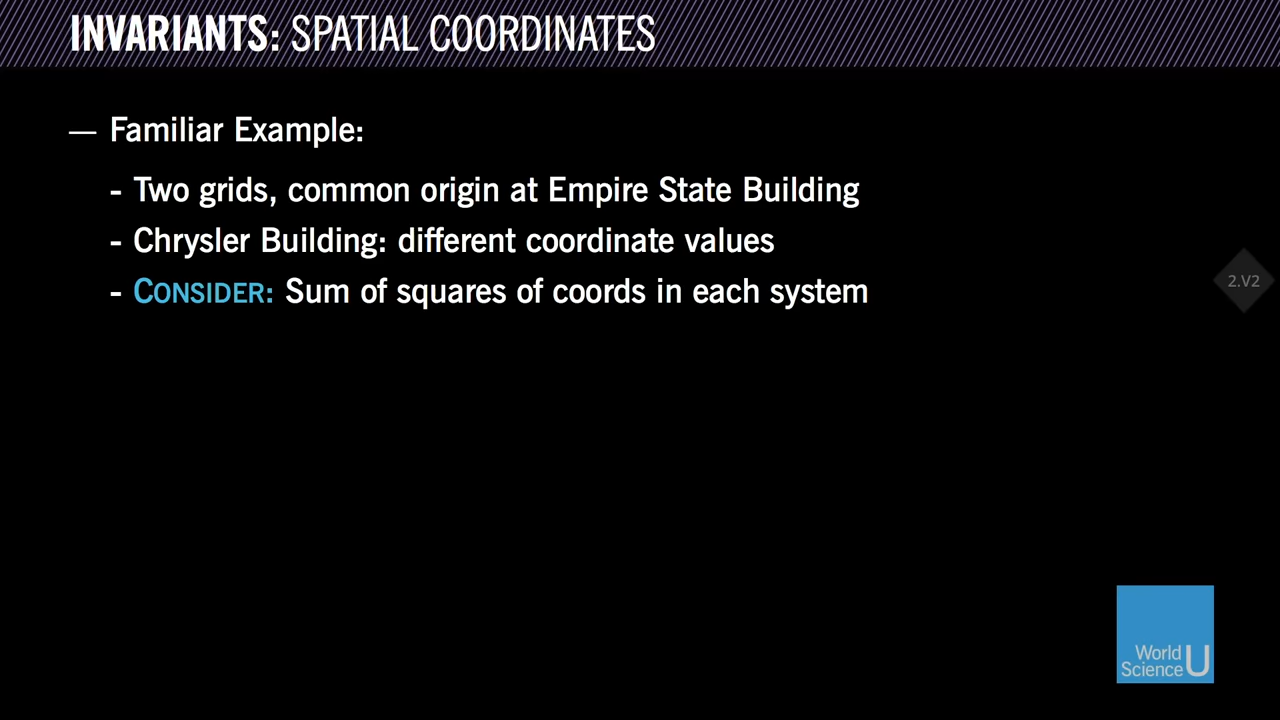 INVARIANTS: SPATIAL COORDINATES
— Familiar Example:
- Two grids, common origin at Empire State Building
- Chrysler Building: different coordinate values
- CONSIDER: Sum of squares of coords in each system
2.V2
World
Science U